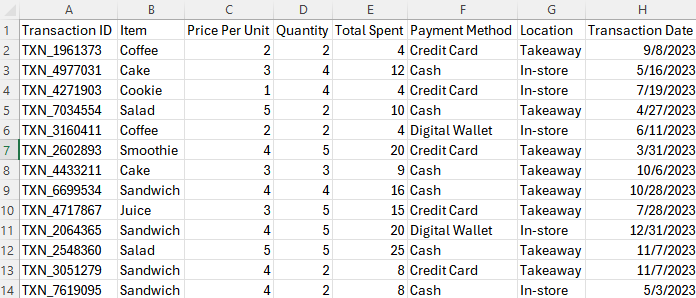 A B C D E F G H
1 Transaction ID Item Price Per Unit Quantity Total Spent Payment Method Location Transaction Date
2 TXN_1961373 Coffee 2 2 4 Credit Card Takeaway 9/8/2023
3 TXN_4977031 Cake 3 4 12 Cash In-store 5/16/2023
4 TXN_4271903 Cookie 1 4 4 Credit Card In-store 7/19/2023
5 TXN_7034554 Salad 5 2 10 Cash Takeaway 4/27/2023
6 TXN_3160411 Coffee 2 2 4 Digital Wallet In-store 6/11/2023
7 TXN_2602893 Smoothie 4 5 20 Credit Card Takeaway 3/31/2023
8 TXN_4433211 Cake 3 3 9 Cash Takeaway 10/6/2023
9 TXN_6699534 Sandwich 4 4 16 Cash Takeaway 10/28/2023
10 TXN_4717867 Juice 3 5 15 Credit Card Takeaway 7/28/2023
11 TXN_2064365 Sandwich 4 5 20 Digital Wallet In-store 12/31/2023
12 TXN_2548360 Salad 5 5 25 Cash Takeaway 11/7/2023
13 TXN_3051279 Sandwich 4 2 8 Credit Card Takeaway 11/7/2023
14 TXN_7619095 Sandwich 4 2 8 Cash In-store 5/3/2023